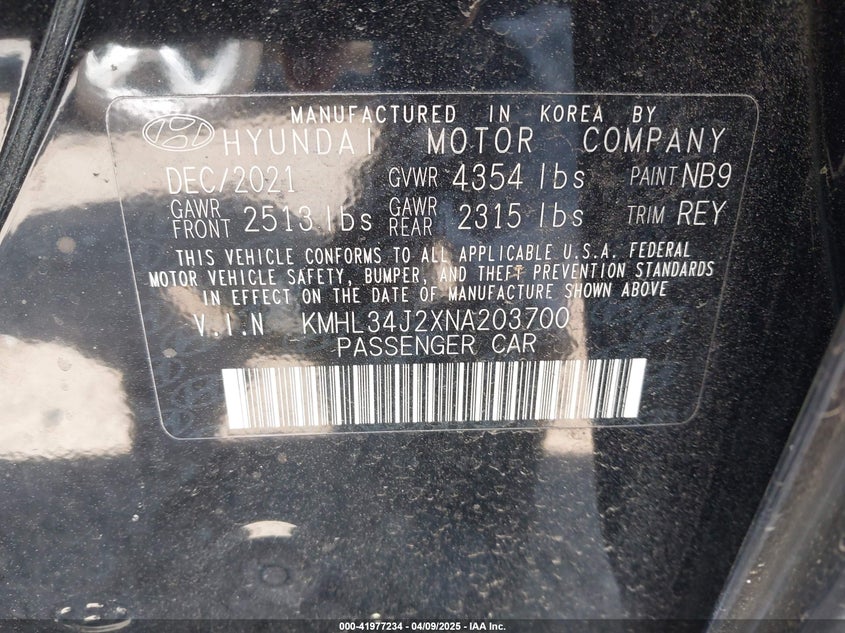 MANUFACTURED IN KOREA BY
HYUNDAI MOTOR COMPANY
DEC/2021 GVWR 4354 lbs PAINT NB9
GAWR FRONT 2513 lbs GAWR REAR 2315 lbs TRIM REY
THIS VEHICLE CONFORMS TO ALL APPLICABLE U.S.A. FEDERAL
MOTOR VEHICLE SAFETY, BUMPER, AND THEFT PREVENTION STANDARDS
IN EFFECT ON THE DATE OF MANUFACTURE SHOWN ABOVE
V.I.N KMHL34J2XNA203700
PASSENGER CAR
000-41977234 - 04/09/2025 - IAA Inc.